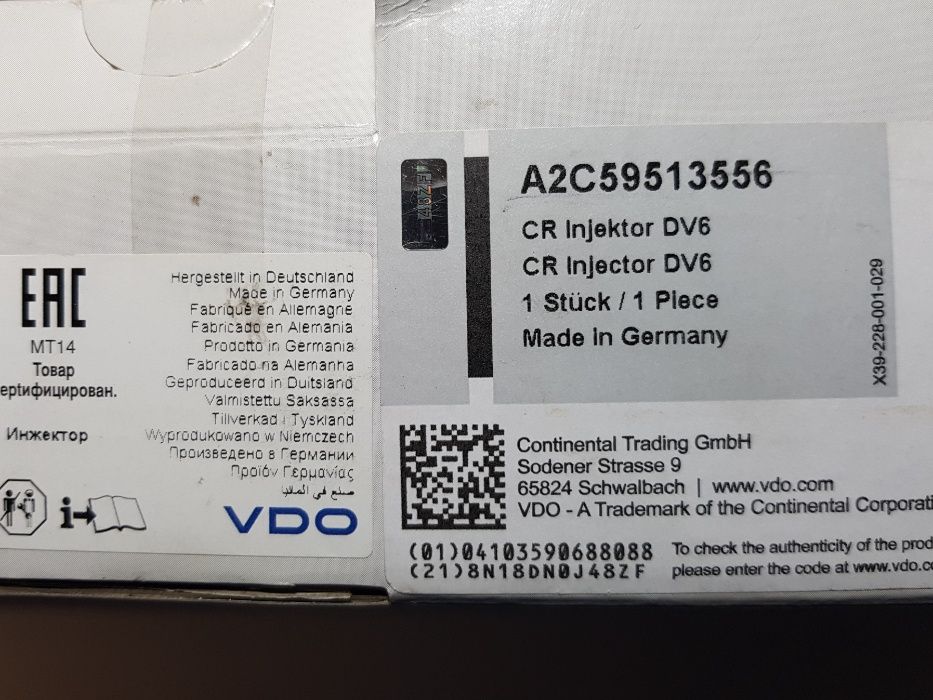 EAC
MT14
Товар
ертифицирован.
Инжектор
Hergestellt in Deutschland
Made in Germany
Fabriqué en Allemagne
Fabricado en Alemania
Prodotto in Germania
Fabricado na Alemanha
Geproduceerd in Duitsland
Valmistettu Saksassa
Tillverkad i Tyskland
Wyprodukowano w Niemczech
Произведено в Германии
Προϊόν Γερμανίας
صنع في المانيا
i
VDO
A2C59513556
CR Injektor DV6
CR Injector DV6
1 Stück / 1 Piece
Made in Germany
X39-228-001-029
Continental Trading GmbH
Sodener Strasse 9
65824 Schwalbach | www.vdo.com
VDO - A Trademark of the Continental Corporati
(01)04103590688088
(21)8N18DN0J48ZF
To check the authenticity of the prod
please enter the code at www.vdo.c